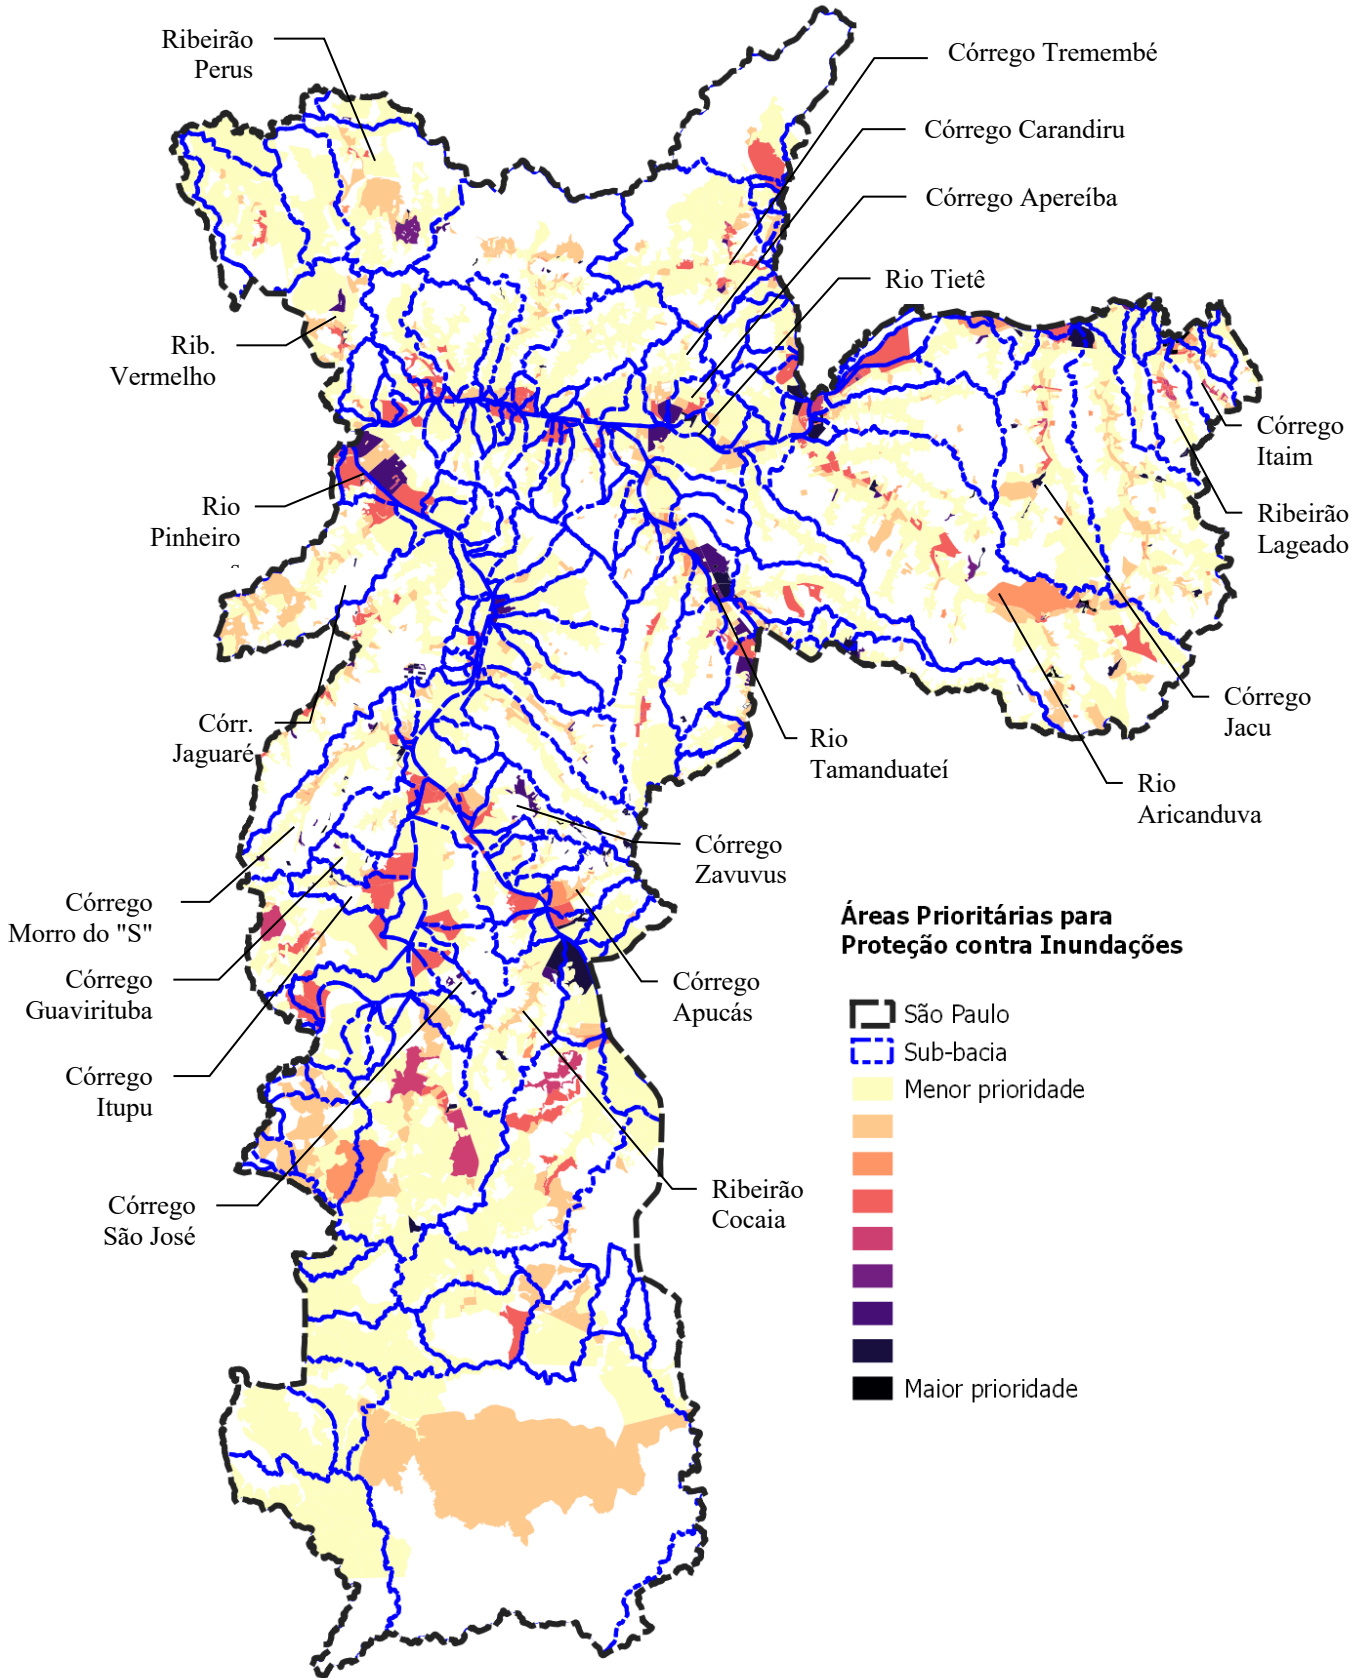 Ribeirão
Perus
Córrego Tremembé
Córrego Carandiru
Córrego Apereíba
Rio Tietê
Rib.
Vermelho
Córrego
Itaim
Rio
Pinheiro
Ribeirão
Lageado
Córr.
Jaguaré
Córrego
Jacu
Rio
Tamanduateí
Rio
Aricanduva
Córrego
Zavuvus
Córrego
Morro do "S"
Córrego
Guavirituba
Córrego
Apucás
Córrego
Itupu
Córrego
São José
Ribeirão
Cocaia
Áreas Prioritárias para
Proteção contra Inundações
São Paulo
Sub-bacia
Menor prioridade
Maior prioridade